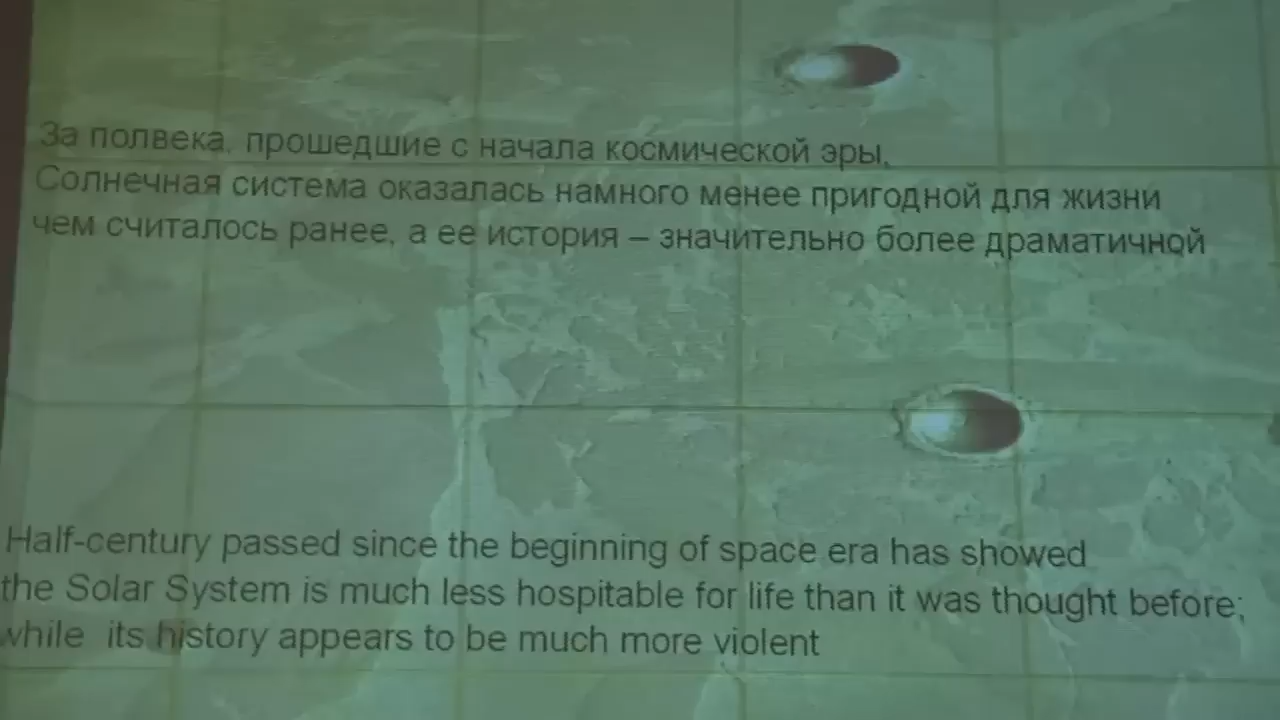 За полвека, прошедшие с начала космической эры,
Солнечная система оказалась намного менее пригодной для жизни
чем считалось ранее, а ее история – значительно более драматичной
Half-century passed since the beginning of space era has showed
the Solar System is much less hospitable for life than it was thought before;
while its history appears to be much more violent